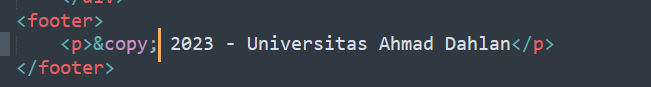 </div>
<footer>
<p>&copy; 2023 - Universitas Ahmad Dahlan</p>
</footer>